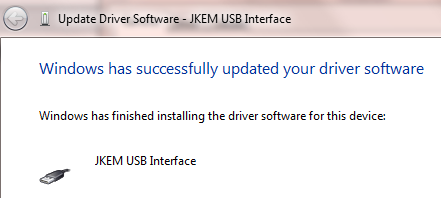 Update Driver Software - JKEM USB Interface
Windows has successfully updated your driver software
Windows has finished installing the driver software for this device:
JKEM USB Interface